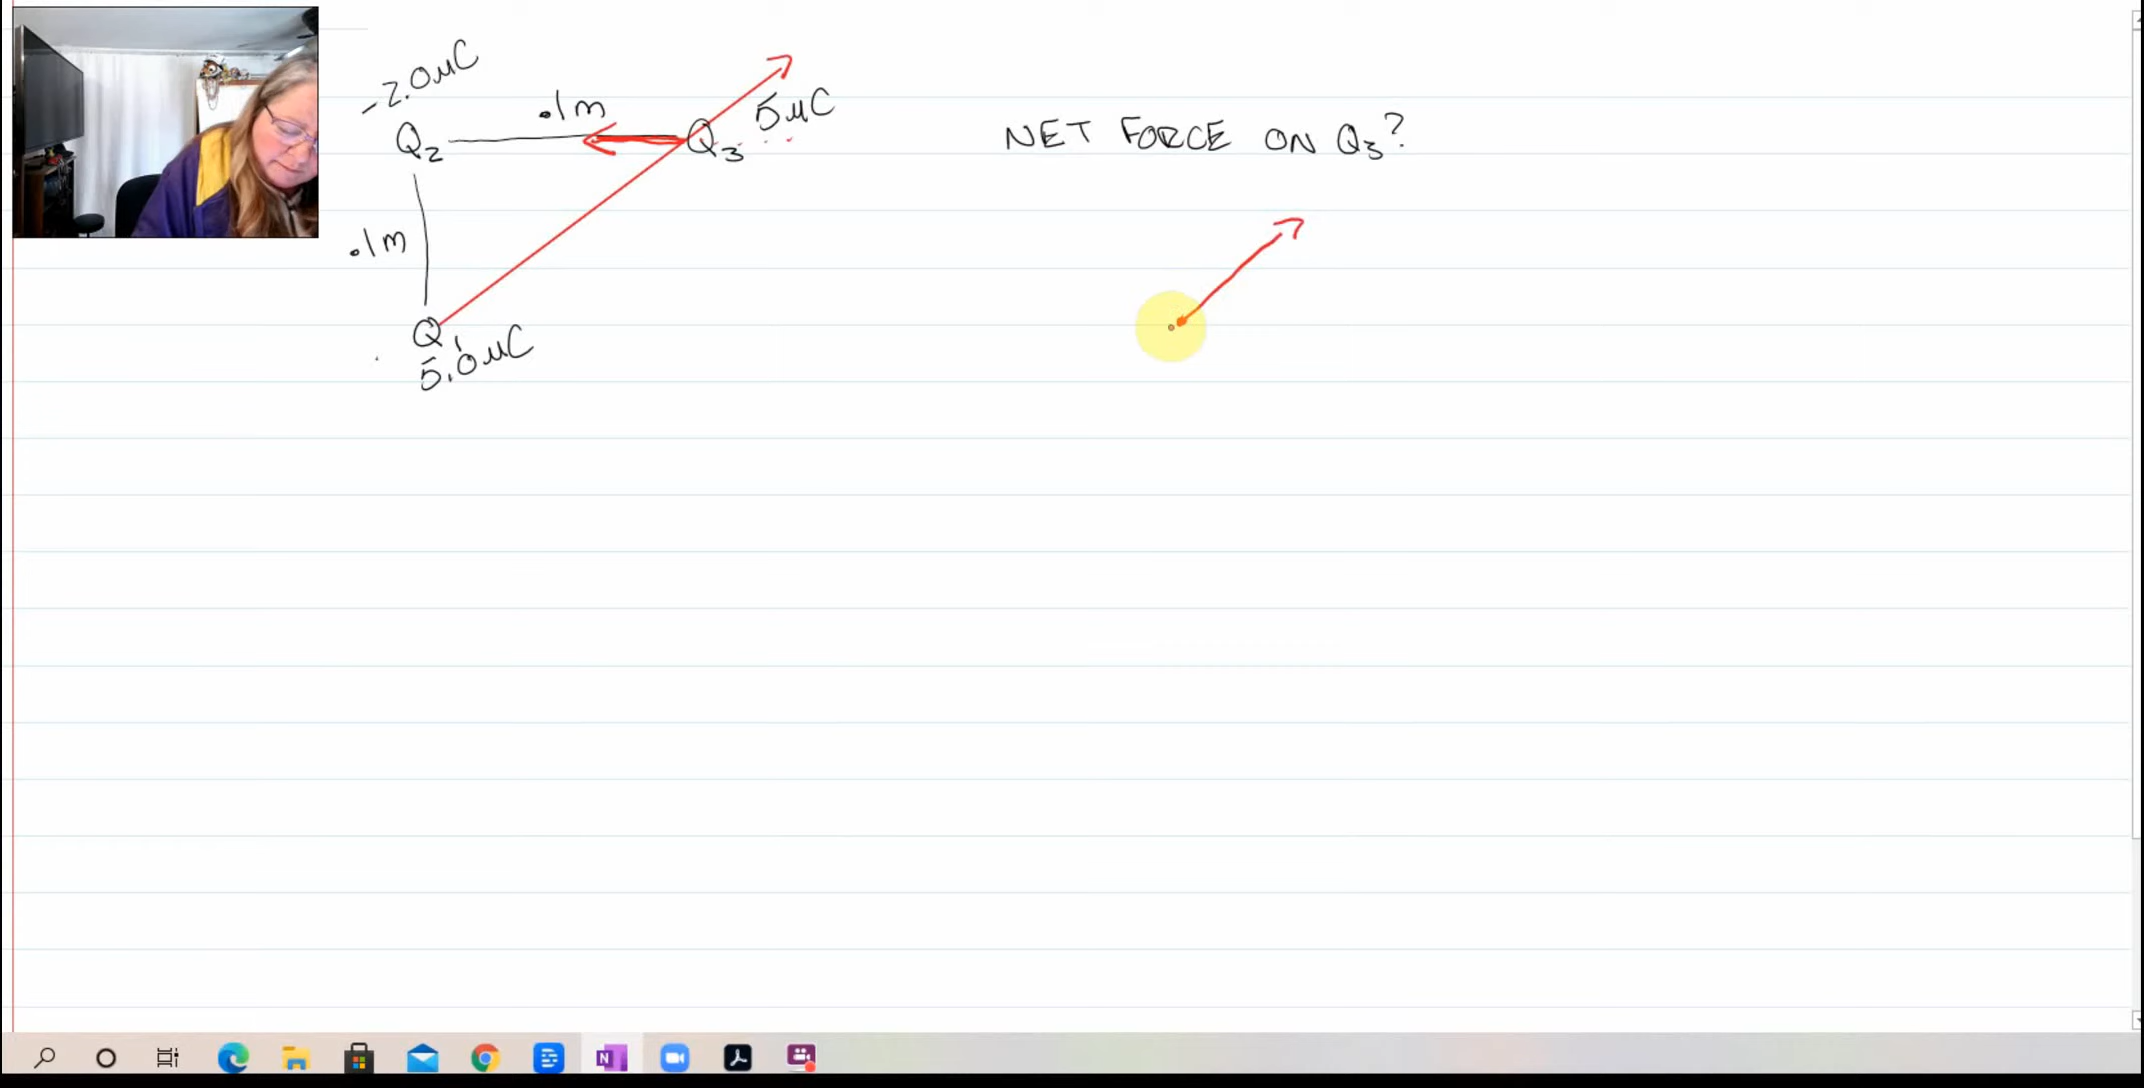 -2.0μC
.1m
5μC
Q2
Q3
NET FORCE ON Q3?
.1m
Q1
5.0μC